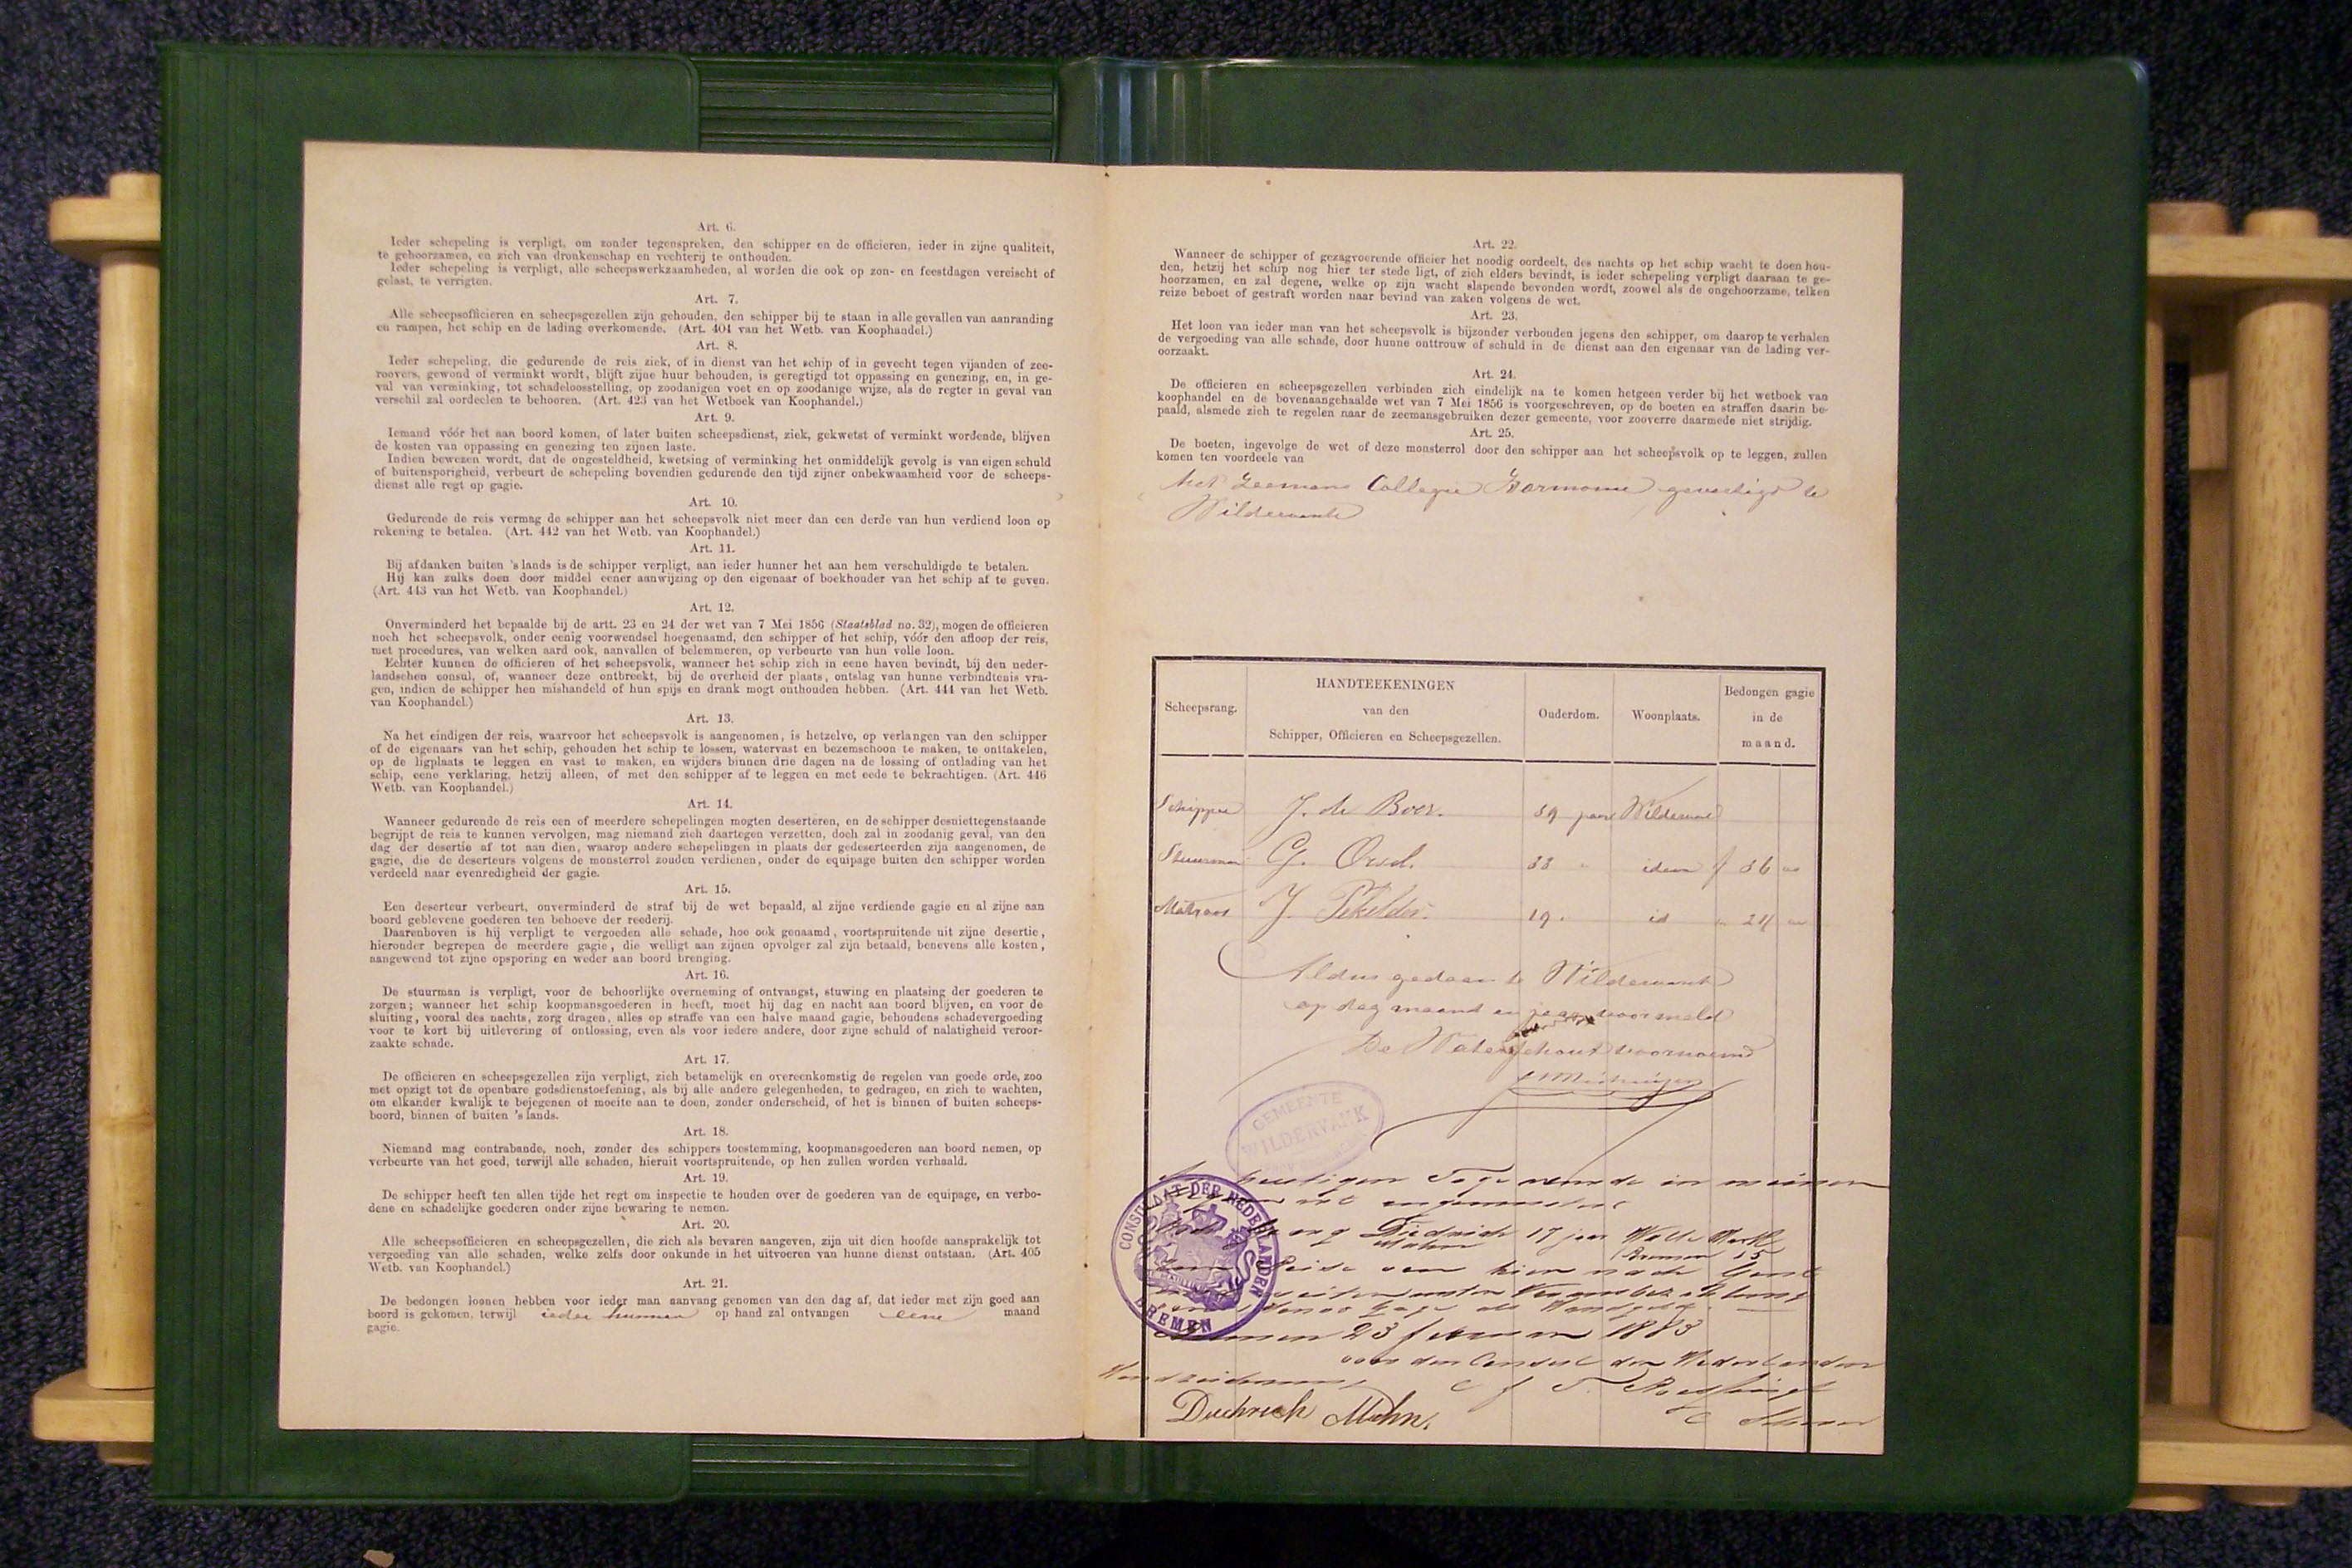 Art. 6.
Ieder schepeling is verpligt, om zonder tegenspreken, den schipper en de officieren, ieder in zijne qualiteit,
te gehoorzamen, en zich van dronkenschap en vechterij te onthouden.
Ieder schepeling is verpligt, alle scheepswerkzaamheden, al worden die ook op zon- en feestdagen vereischt of
gelast, te verrigten.
Art. 7.
Alle scheepsofficieren en scheepsgezellen zijn gehouden, den schipper bij te staan in alle gevallen van aanranding
en rampen, het schip en de lading overkomende. (Art. 404 van het Wetb. van Koophandel.)
Art. 8.
Ieder schepeling, die gedurende de reis ziek, of in dienst van het schip of in gevecht tegen vijanden of zee-
roovers, gewond of verminkt wordt, blijft zijne huur behouden, is geregtigd tot oppassing en genezing, en, in ge-
val van verminking, tot schadeloosstelling, op zoodanigen voet en op zoodanige wijze, als de regter in geval van
verschil zal oordeelen te behooren. (Art. 423 van het Wetboek van Koophandel.)
Art. 9.
Iemand vóór het aan boord komen, of later buiten scheepsdienst, ziek, gekwetst of verminkt wordende, blijven
de kosten van oppassing en genezing ten zijnen laste.
Indien bewezen wordt, dat de ongesteldheid, kwetsing of verminking het onmiddelijk gevolg is van eigen schuld
of buitensporigheid, verbeurt de schepeling bovendien gedurende den tijd zijner onbekwaamheid voor de scheeps-
dienst alle regt op gagie.
Art. 10.
Gedurende de reis vermag de schipper aan het scheepsvolk niet meer dan een derde van hun verdiend loon op
rekening te betalen. (Art. 442 van het Wetb. van Koophandel.)
Art. 11.
Bij afdanken buiten 's lands is de schipper verpligt, aan ieder hunner het aan hem verschuldigde te betalen.
Hij kan zulks doen door middel eener aanwijzing op den eigenaar of boekhouder van het schip af te geven.
(Art. 443 van het Wetb. van Koophandel.)
Art. 12.
Onverminderd het bepaalde bij de artt. 23 en 24 der wet van 7 Mei 1856 (Staatsblad no. 32), mogen de officieren
noch het scheepsvolk, onder eenig voorwendsel hoegenaamd, den schipper of het schip, vóór den afloop der reis,
met procedures, van welken aard ook, aanvallen of belemmeren, op verbeurte van hun volle loon.
Echter kunnen de officieren of het scheepsvolk, wanneer het schip zich in eene haven bevindt, bij den neder-
landschen consul, of, wanneer deze ontbreekt, bij de overheid der plaats, ontslag van hunne verbindtenis vra-
gen, indien de schipper hen mishandeld of hun spijs en drank mogt onthouden hebben. (Art. 444 van het Wetb.
van Koophandel.)
Art. 13.
Na het eindigen der reis, waarvoor het scheepsvolk is aangenomen, is hetzelve, op verlangen van den schipper
of de eigenaars van het schip, gehouden het schip te lossen, watervast en bezemschoon te maken, te onttakelen,
op de ligplaats te leggen en vast te maken, en wijders binnen drie dagen na de lossing of ontlading van het
schip, eene verklaring, hetzij alleen, of met den schipper af te leggen en met eede te bekrachtigen. (Art. 446
Wetb. van Koophandel.)
Art. 14.
Wanneer gedurende de reis een of meerdere schepelingen mogten deserteren, en de schipper desniettegenstaande
begrijpt de reis te kunnen vervolgen, mag niemand zich daartegen verzetten, doch zal in zoodanig geval, van den
dag der desertie af tot aan dien, waarop andere schepelingen in plaats der gedeserteerden zijn aangenomen, de
gagie, die de deserteurs volgens de monsterrol zouden verdienen, onder de equipage buiten den schipper worden
verdeeld naar evenredigheid der gagie.
Art. 15.
Een deserteur verbeurt, onverminderd de straf bij de wet bepaald, al zijne verdiende gagie en al zijne aan
boord geblevene goederen ten behoeve der reederij.
Daarenboven is hij verpligt te vergoeden alle schade, hoe ook genaamd, voortspruitende uit zijne desertie,
hieronder begrepen de meerdere gagie, die welligt aan zijnen opvolger zal zijn betaald, benevens alle kosten,
aangewend tot zijne opsporing en weder aan boord brenging.
Art. 16.
De stuurman is verpligt, voor de behoorlijke overneming of ontvangst, stuwing en plaatsing der goederen te
zorgen; wanneer het schip koopmansgoederen in heeft, moet hij dag en nacht aan boord blijven, en voor de
sluiting, vooral des nachts, zorg dragen, alles op straffe van een halve maand gagie, behoudens schadevergoeding
voor te kort bij uitlevering of ontlossing, even als voor iedere andere, door zijne schuld of nalatigheid veroor-
zaakte schade.
Art. 17.
De officieren en scheepsgezellen zijn verpligt, zich betamelijk en overeenkomstig de regelen van goede orde, zoo
met opzigt tot de openbare godsdienstoefening, als bij alle andere gelegenheden, te gedragen, en zich te wachten,
om elkander kwalijk te bejegenen of moeite aan te doen, zonder onderscheid, of het is binnen of buiten scheeps-
boord, binnen of buiten 's lands.
Art. 18.
Niemand mag contrabande, noch, zonder des schippers toestemming, koopmansgoederen aan boord nemen, op
verbeurte van het goed, terwijl alle schaden, hieruit voortspruitende, op hen zullen worden verhaald.
Art. 19.
De schipper heeft ten allen tijde het regt om inspectie te houden over de goederen van de equipage, en verbo-
dene en schadelijke goederen onder zijne bewaring te nemen.
Art. 20.
Alle scheepsofficieren en scheepsgezellen, die zich als bevaren aangeven, zijn uit dien hoofde aansprakelijk tot
vergoeding van alle schaden, welke zelfs door onkunde in het uitvoeren van hunne dienst ontstaan. (Art. 405
Wetb. van Koophandel.)
Art. 21.
De bedongen loonen hebben voor ieder man aanvang genomen van den dag af, dat ieder met zijn goed aan
boord is gekomen, terwijl ieder hunner op hand zal ontvangen eene maand
gagie.
Art. 22.
Wanneer de schipper of gezagvoerende officier het noodig oordeelt, des nachts op het schip wacht te doen hou-
den, hetzij het schip nog hier ter stede ligt, of zich elders bevindt, is ieder schepeling verpligt daaraan te ge-
hoorzamen, en zal degene, welke op zijn wacht slapende bevonden wordt, zoowel als de ongehoorzame, telken
reize beboet of gestraft worden naar bevind van zaken volgens de wet.
Art. 23.
Het loon van ieder man van het scheepsvolk is bijzonder verbonden jegens den schipper, om daarop te verhalen
de vergoeding van alle schade, door hunne onttrouw of schuld in de dienst aan den eigenaar van de lading ver-
oorzaakt.
Art. 24.
De officieren en scheepsgezellen verbinden zich eindelijk na te komen hetgeen verder bij het wetboek van
koophandel en de bovenaangehaalde wet van 7 Mei 1856 is voorgeschreven, op de boeten en straffen daarin be-
paald, alsmede zich te regelen naar de zeemansgebruiken dezer gemeente, voor zooverre daarmede niet strijdig.
Art. 25.
De boeten, ingevolge de wet of deze monsterrol door den schipper aan het scheepsvolk op te leggen, zullen
komen ten voordeele van
het Zeemans Collegie Harmonie gevestigd te
Wildervank
Scheepsrang.
HANDTEEKENINGEN
van den
Schipper, Officieren en Scheepsgezellen.
Ouderdom.
Woonplaats.
Bedongen gagie
in de
maand.
Schipper J. de Boer. 39 jaar Wildervank
Stuurman G. 33 " idem f 36
Matroos J. Pekelder. 19 " id " 24
Aldus gedaan te Wildervank
op dag maand en jaar voormeld
De Waterschout voornoemd
GEMEENTE
WILDERVANK
heutigen Tage wurde in meinem
Diedrich 17 jaar
Mahn Bremen 15
Reise von hier nach
CONSULAAT DER NEDERLANDEN
BREMEN
Bremen 23 1883
voor den Consul der Nederlanden
Diedrich Mahn.